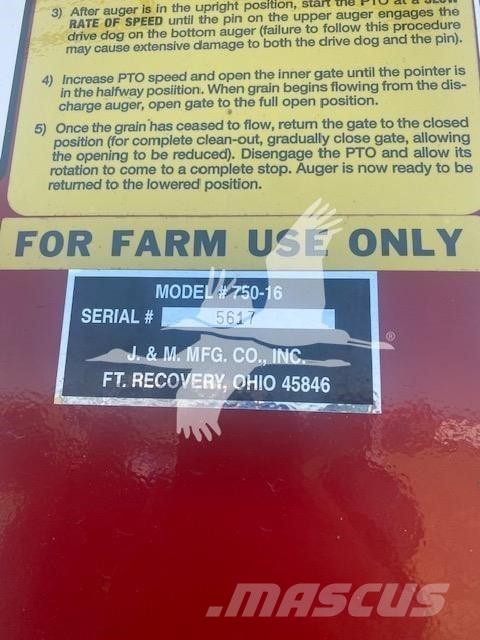 3) After auger is in the upright position, start the PTO at a SLOW
RATE OF SPEED until the pin on the upper auger engages the
drive dog on the bottom auger (failure to follow this procedure
may cause extensive damage to both the drive dog and the pin).
4) Increase PTO speed and open the inner gate until the pointer is
in the halfway posiition. When grain begins flowing from the dis-
charge auger, open gate to the full open position.
5) Once the grain has ceased to flow, return the gate to the closed
position (for complete clean-out, gradually close gate, allowing
the opening to be reduced). Disengage the PTO and allow its
rotation to come to a complete stop. Auger is now ready to be
returned to the lowered position.
FOR FARM USE ONLY
MODEL # 750-16
SERIAL # 5617
J. & M. MFG. CO., INC.
FT. RECOVERY, OHIO 45846
®
MASCUS